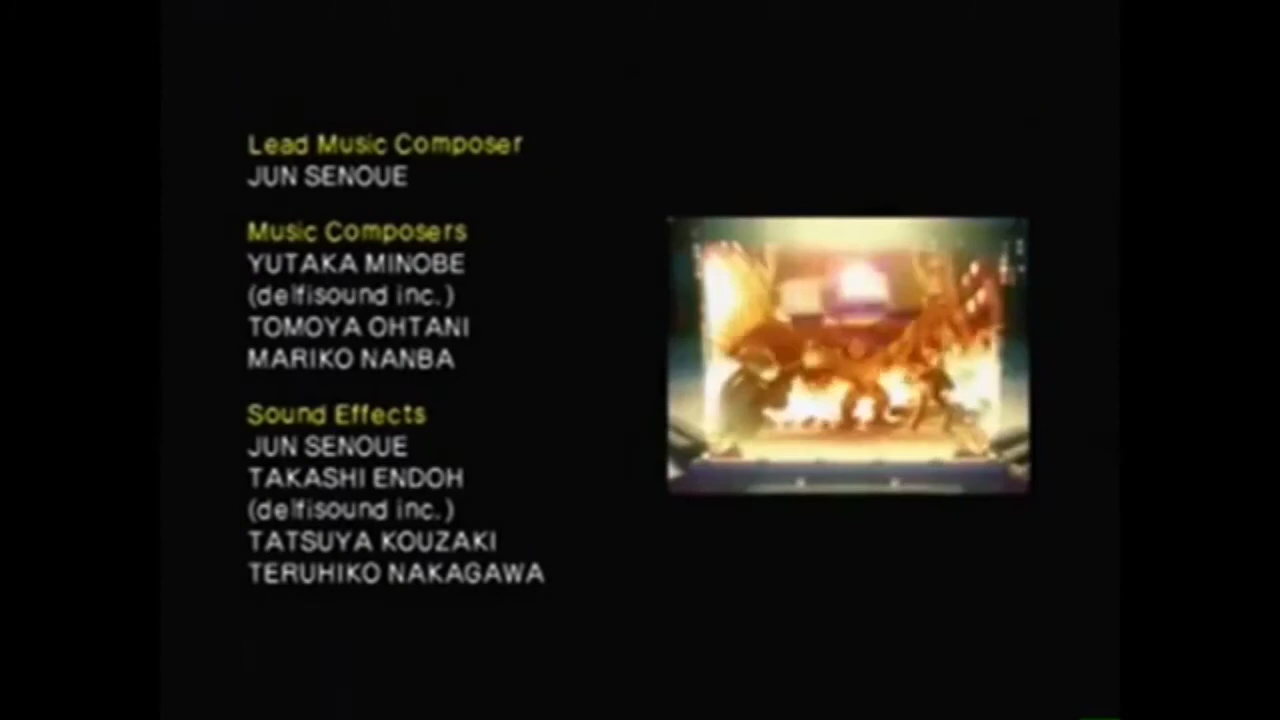 Lead Music Composer
JUN SENOUE
Music Composers
YUTAKA MINOBE
(delfisound inc.)
TOMOYA OHTANI
MARIKO NANBA
Sound Effects
JUN SENOUE
TAKASHI ENDOH
(delfisound inc.)
TATSUYA KOUZAKI
TERUHIKO NAKAGAWA